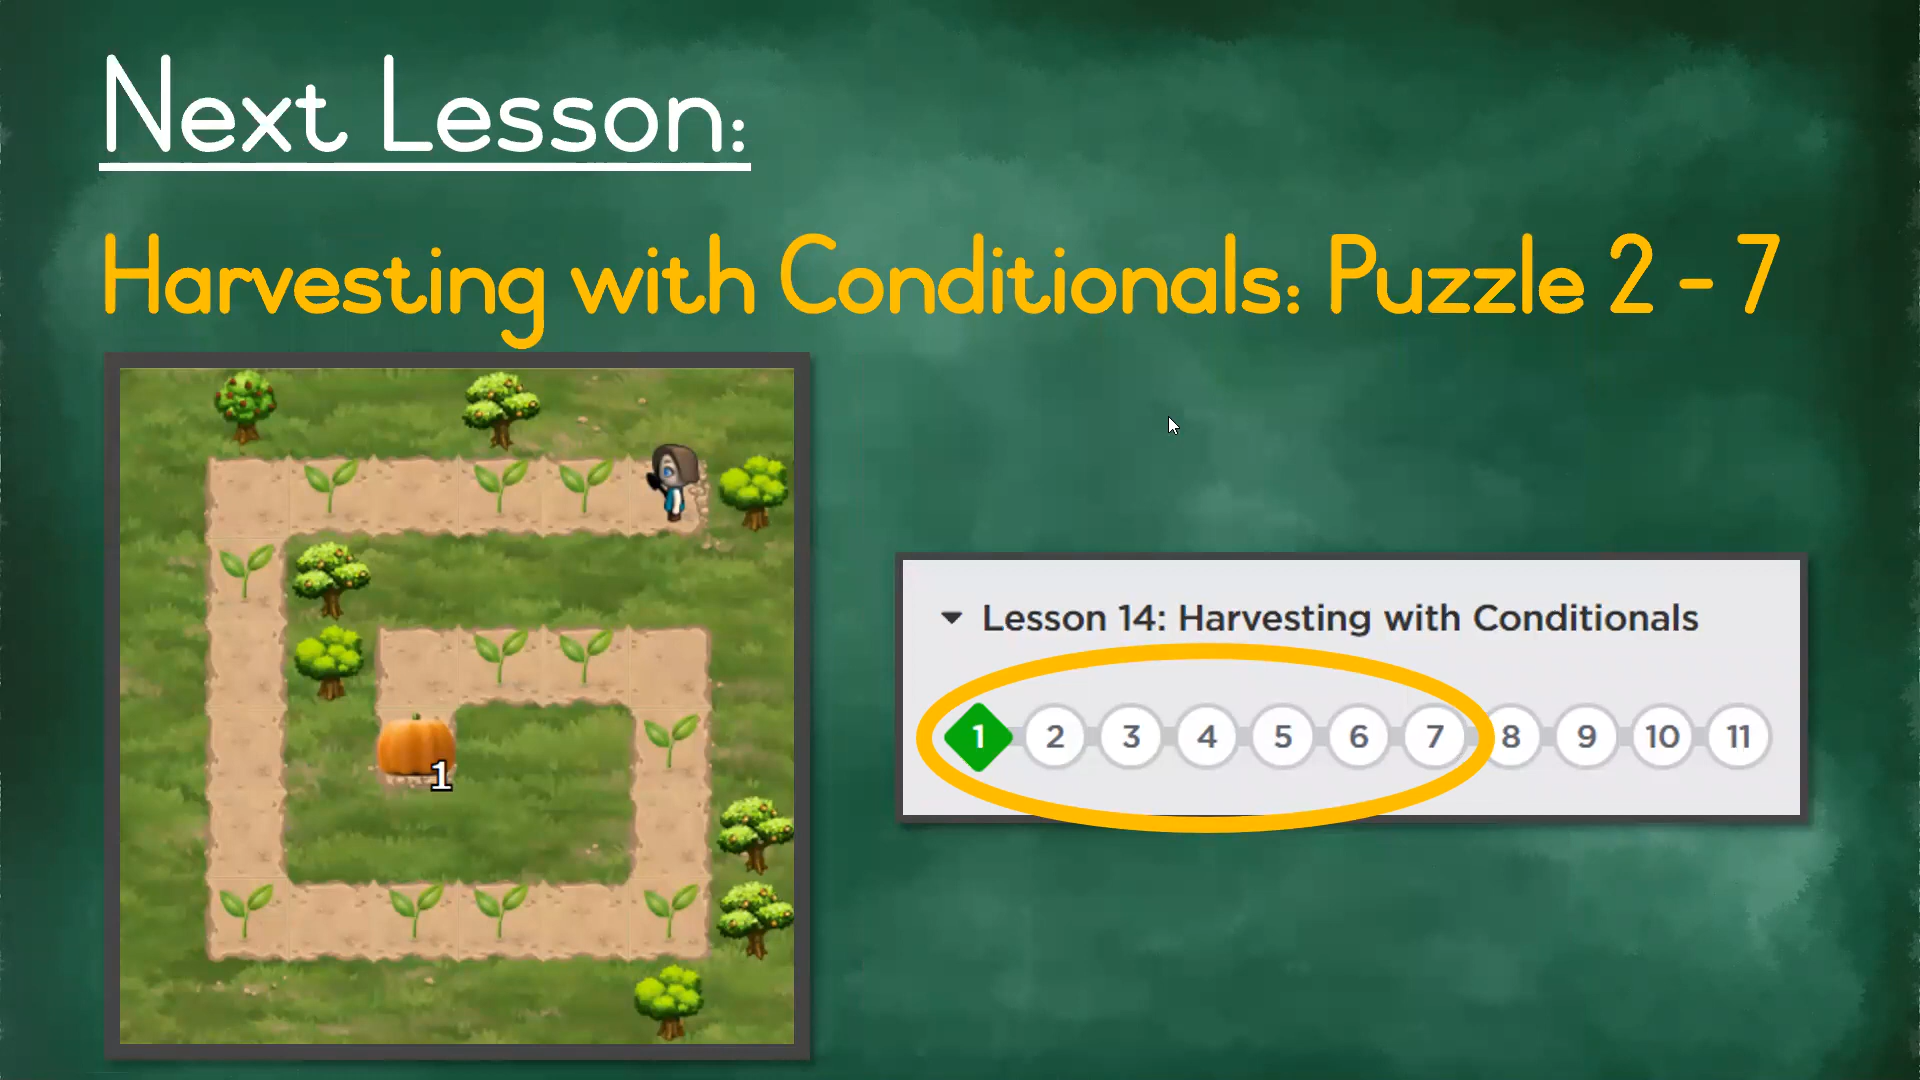 Next Lesson:
Harvesting with Conditionals: Puzzle 2 - 7
1
Lesson 14: Harvesting with Conditionals
1 2 3 4 5 6 7 8 9 10 11